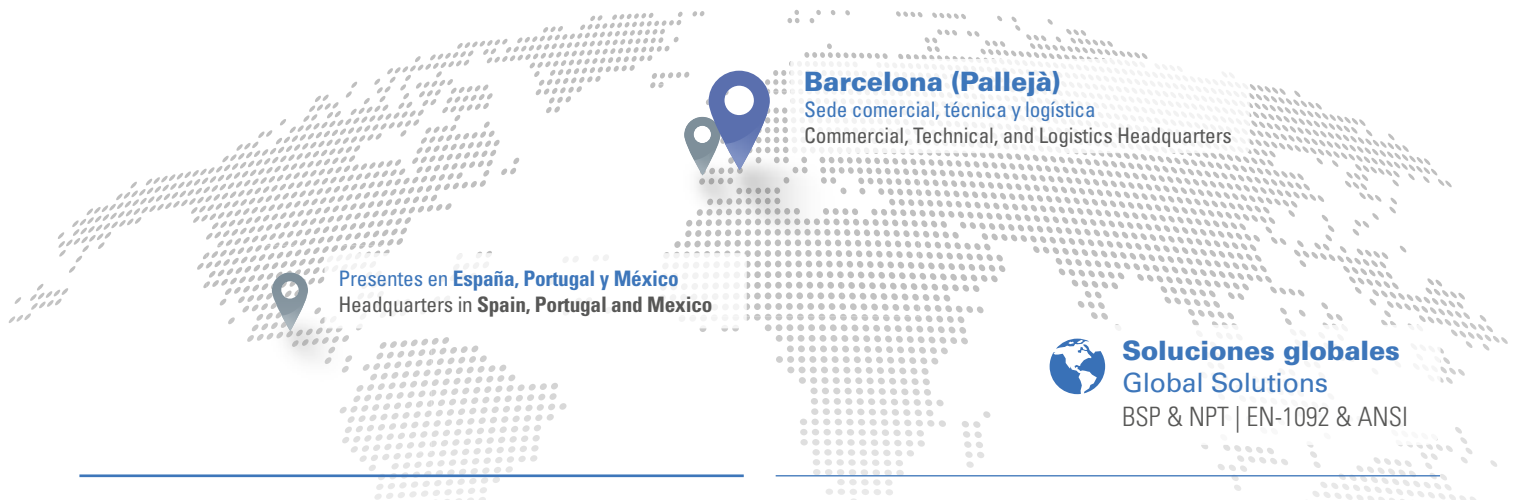 Barcelona (Pallejà)
Sede comercial, técnica y logística
Commercial, Technical, and Logistics Headquarters
Presentes en España, Portugal y México
Headquarters in Spain, Portugal and Mexico
Soluciones globales
Global Solutions
BSP & NPT | EN-1092 & ANSI